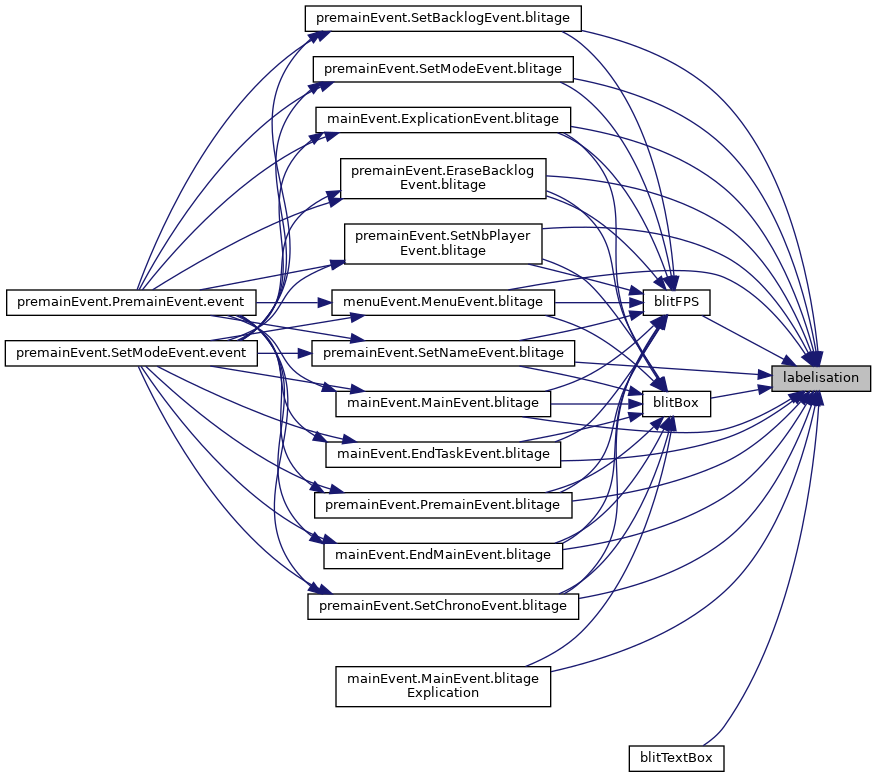 premainEvent.SetBacklogEvent.blitage
premainEvent.SetModeEvent.blitage
mainEvent.ExplicationEvent.blitage
premainEvent.EraseBacklog
Event.blitage
premainEvent.SetNbPlayer
Event.blitage
premainEvent.PremainEvent.event
menuEvent.MenuEvent.blitage
blitFPS
premainEvent.SetModeEvent.event
premainEvent.SetNameEvent.blitage
labelisation
mainEvent.MainEvent.blitage
blitBox
mainEvent.EndTaskEvent.blitage
premainEvent.PremainEvent.blitage
mainEvent.EndMainEvent.blitage
premainEvent.SetChronoEvent.blitage
mainEvent.MainEvent.blitage
Explication
blitTextBox